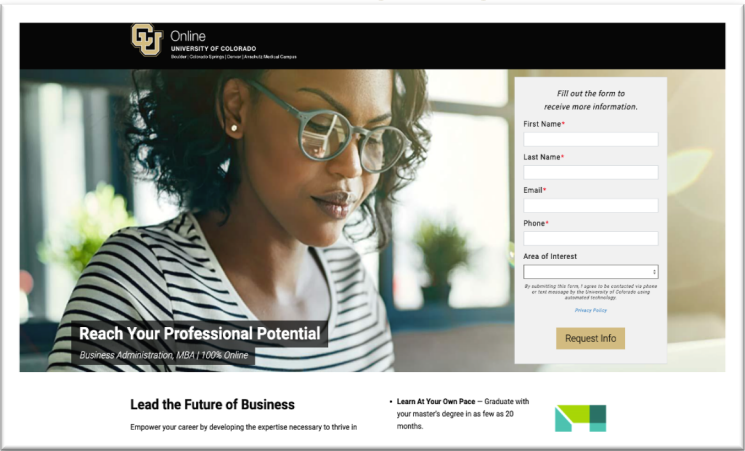 CU
Online
UNIVERSITY OF COLORADO
Boulder | Colorado Springs | Denver | Anschutz Medical Campus
Fill out the form to
receive more information.
First Name*
Last Name*
Email*
Phone*
Area of Interest
By submitting this form, I agree to be contacted via phone
or text message by the University of Colorado using
automated technology.
Privacy Policy
Request Info
Reach Your Professional Potential
Business Administration, MBA | 100% Online
Lead the Future of Business
Empower your career by developing the expertise necessary to thrive in
• Learn At Your Own Pace — Graduate with
your master's degree in as few as 20
months.